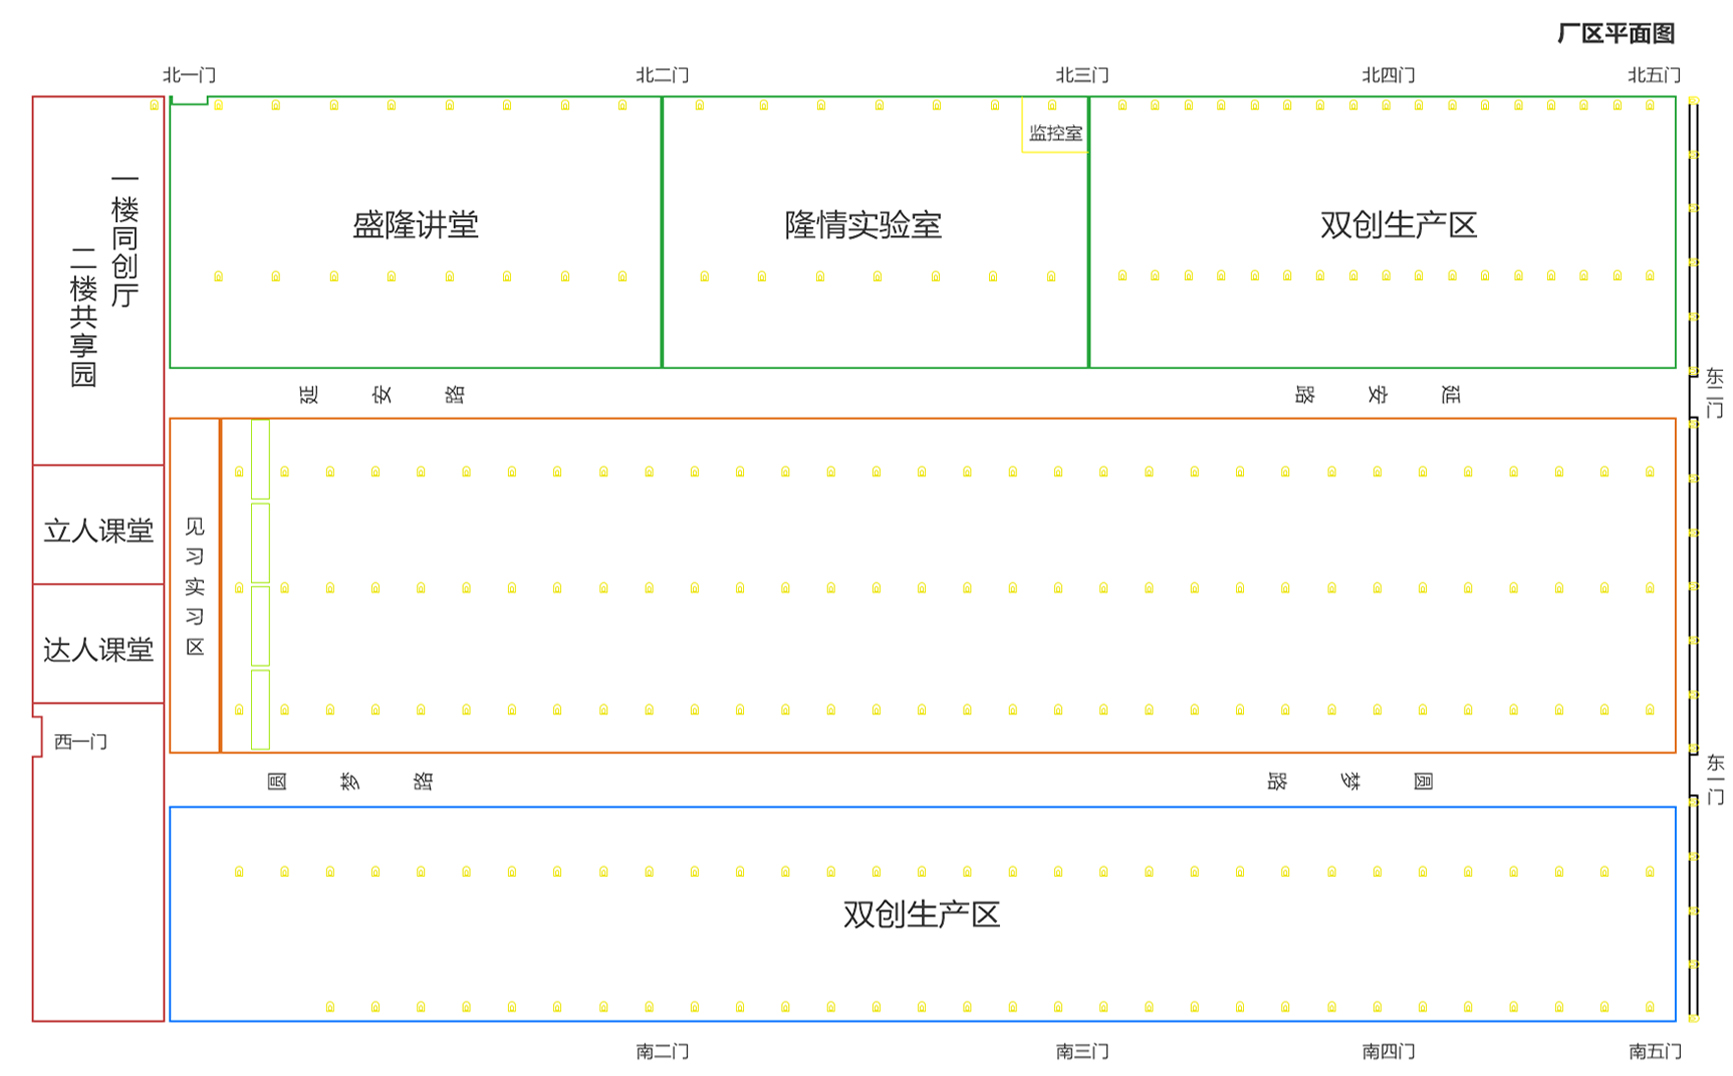 厂区平面图
北一门
北二门
北三门
北四门
北五门
监控室
一楼同创厅
二楼共享园
盛隆讲堂
隆情实验室
双创生产区
延安路
延安路
东二门
立人课堂
见习实习区
达人课堂
西一门
圆梦路
圆梦路
东一门
双创生产区
南二门
南三门
南四门
南五门